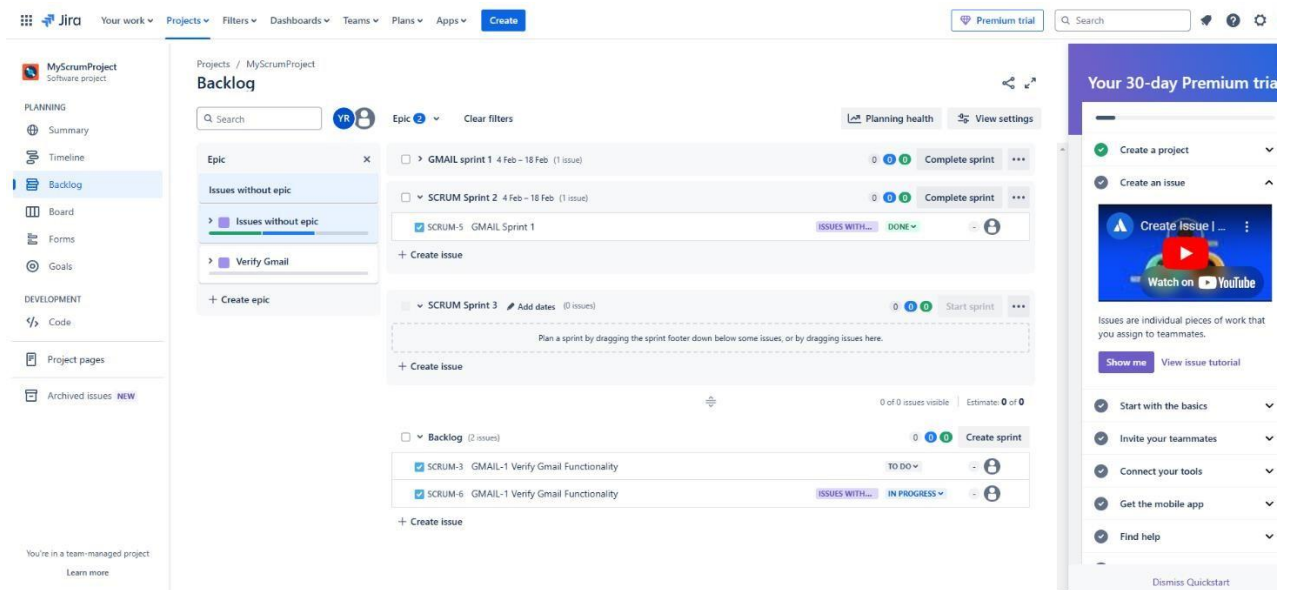 Jira Your work Projects Filters Dashboards Teams Plans Apps Create Premium trial Search
MyScrumProject
Software project
PLANNING
Summary
Timeline
Backlog
Board
Forms
Goals
DEVELOPMENT
Code
Project pages
Archived issues NEW
You're in a team-managed project
Learn more
Projects / MyScrumProject
Backlog
Search YR Epic 2 Clear filters Planning health View settings
Epic
Issues without epic
Issues without epic
Verify Gmail
+ Create epic
GMAIL sprint 1 4 Feb – 18 Feb (1 issue) 0 0 0 Complete sprint
SCRUM Sprint 2 4 Feb – 18 Feb (1 issue) 0 0 0 Complete sprint
SCRUM-5 GMAIL Sprint 1 ISSUES WITH... DONE -
+ Create issue
SCRUM Sprint 3 Add dates (0 issues) 0 0 0 Start sprint
Plan a sprint by dragging the sprint footer down below some issues, or by dragging issues here.
+ Create issue
0 of 0 issues visible Estimate: 0 of 0
Backlog (2 issues) 0 0 0 Create sprint
SCRUM-3 GMAIL-1 Verify Gmail Functionality TO DO -
SCRUM-6 GMAIL-1 Verify Gmail Functionality ISSUES WITH... IN PROGRESS -
+ Create issue
Your 30-day Premium tria
Create a project
Create an issue
Create Issue | ...
Watch on YouTube
Issues are individual pieces of work that
you assign to teammates.
Show me View issue tutorial
Start with the basics
Invite your teammates
Connect your tools
Get the mobile app
Find help
Dismiss Quickstart